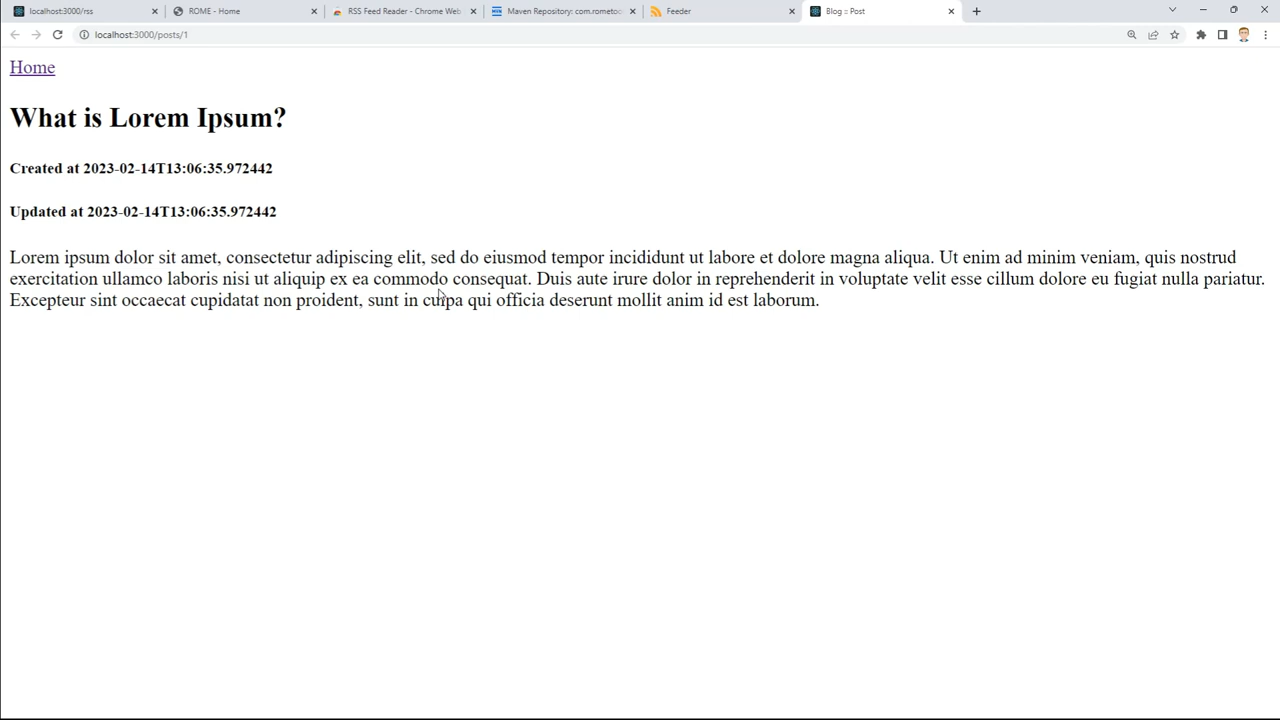 localhost:3000/rss
ROME - Home
RSS Feed Reader - Chrome Web
Maven Repository: com.rometoo
Feeder
Blog :: Post
localhost:3000/posts/1
Home
What is Lorem Ipsum?
Created at 2023-02-14T13:06:35.972442
Updated at 2023-02-14T13:06:35.972442
Lorem ipsum dolor sit amet, consectetur adipiscing elit, sed do eiusmod tempor incididunt ut labore et dolore magna aliqua. Ut enim ad minim veniam, quis nostrud
exercitation ullamco laboris nisi ut aliquip ex ea commodo consequat. Duis aute irure dolor in reprehenderit in voluptate velit esse cillum dolore eu fugiat nulla pariatur.
Excepteur sint occaecat cupidatat non proident, sunt in culpa qui officia deserunt mollit anim id est laborum.